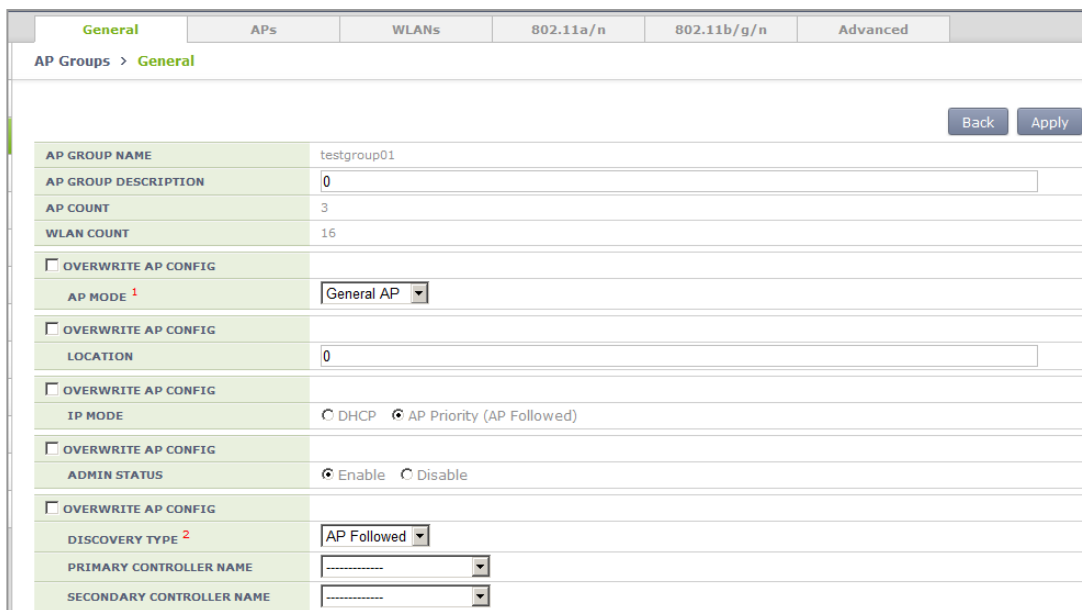 General APs WLANs 802.11a/n 802.11b/g/n Advanced
AP Groups > General
Back Apply
AP GROUP NAME testgroup01
AP GROUP DESCRIPTION 0
AP COUNT 3
WLAN COUNT 16
OVERWRITE AP CONFIG
AP MODE 1 General AP
OVERWRITE AP CONFIG
LOCATION 0
OVERWRITE AP CONFIG
IP MODE DHCP AP Priority (AP Followed)
OVERWRITE AP CONFIG
ADMIN STATUS Enable Disable
OVERWRITE AP CONFIG
DISCOVERY TYPE 2 AP Followed
PRIMARY CONTROLLER NAME -------------
SECONDARY CONTROLLER NAME -------------